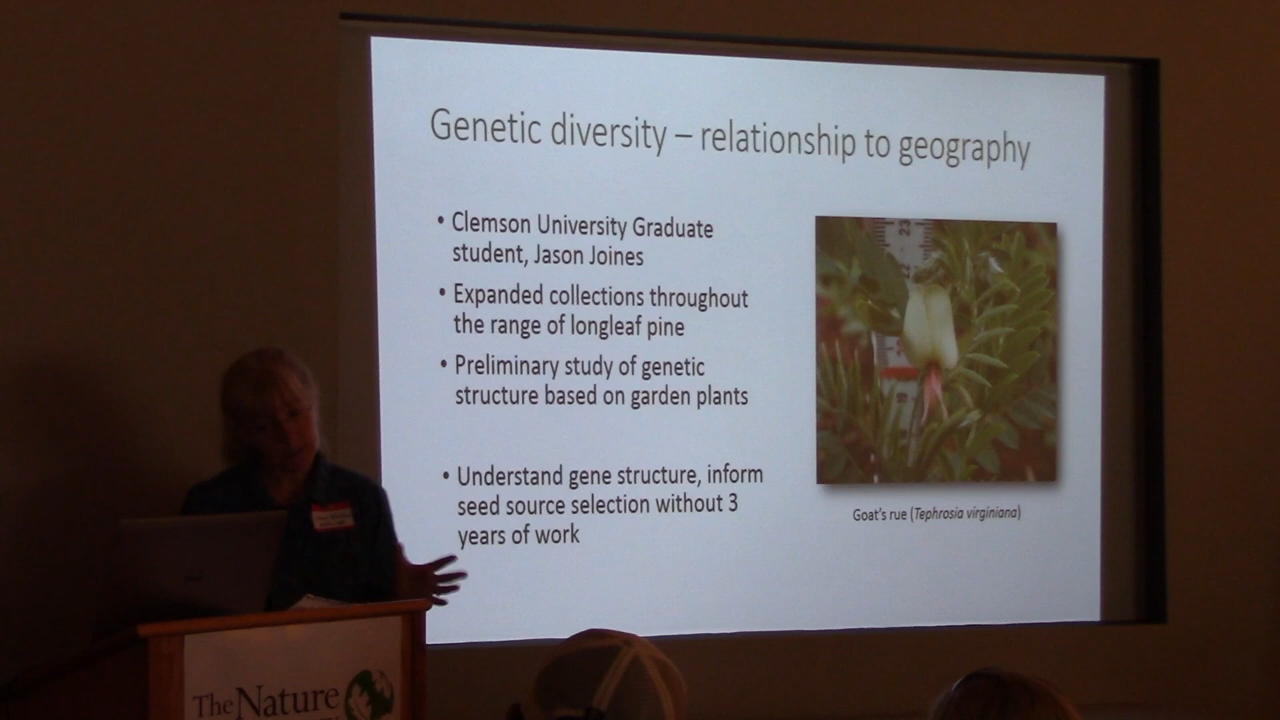 Genetic diversity – relationship to geography
• Clemson University Graduate
student, Jason Joines
• Expanded collections throughout
the range of longleaf pine
• Preliminary study of genetic
structure based on garden plants
• Understand gene structure, inform
seed source selection without 3
years of work
23
Goat's rue (Tephrosia virginiana)
The Nature